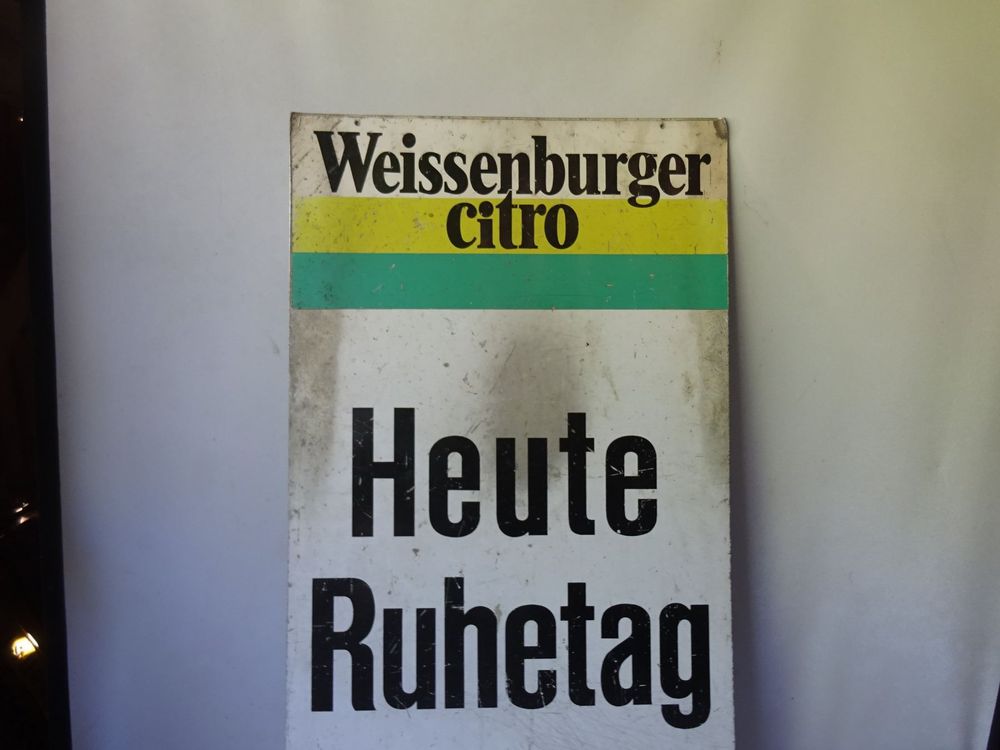 Weissenburger
citro
Heute
Ruhetag